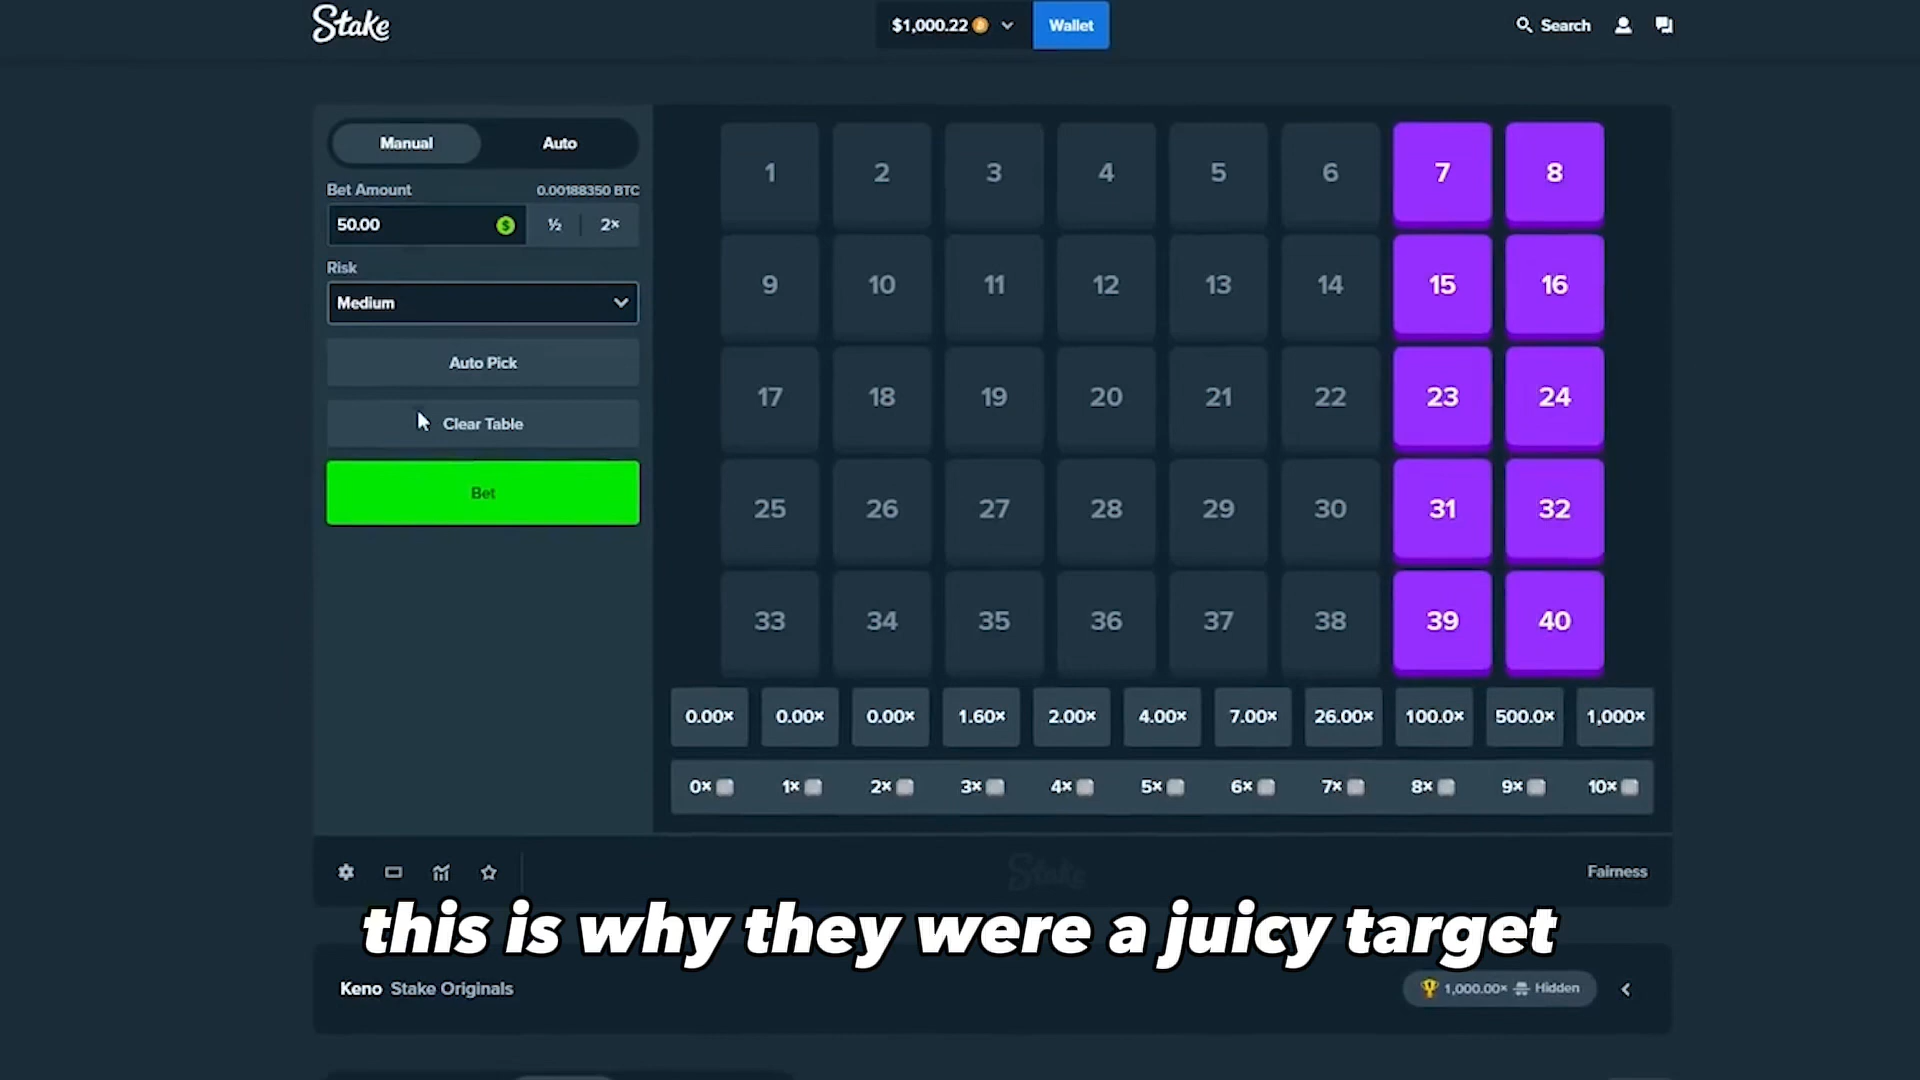 Stake
$1,000.22
Wallet
Search
Manual
Auto
Bet Amount
0.00188350 BTC
50.00
½
2×
Risk
Medium
Auto Pick
Clear Table
Bet
1 2 3 4 5 6 7 8
9 10 11 12 13 14 15 16
17 18 19 20 21 22 23 24
25 26 27 28 29 30 31 32
33 34 35 36 37 38 39 40
0.00× 0.00× 0.00× 1.60× 2.00× 4.00× 7.00× 26.00× 100.0× 500.0× 1,000×
0× 1× 2× 3× 4× 5× 6× 7× 8× 9× 10×
Stake
Fairness
this is why they were a juicy target
Keno Stake Originals
1,000.00× Hidden